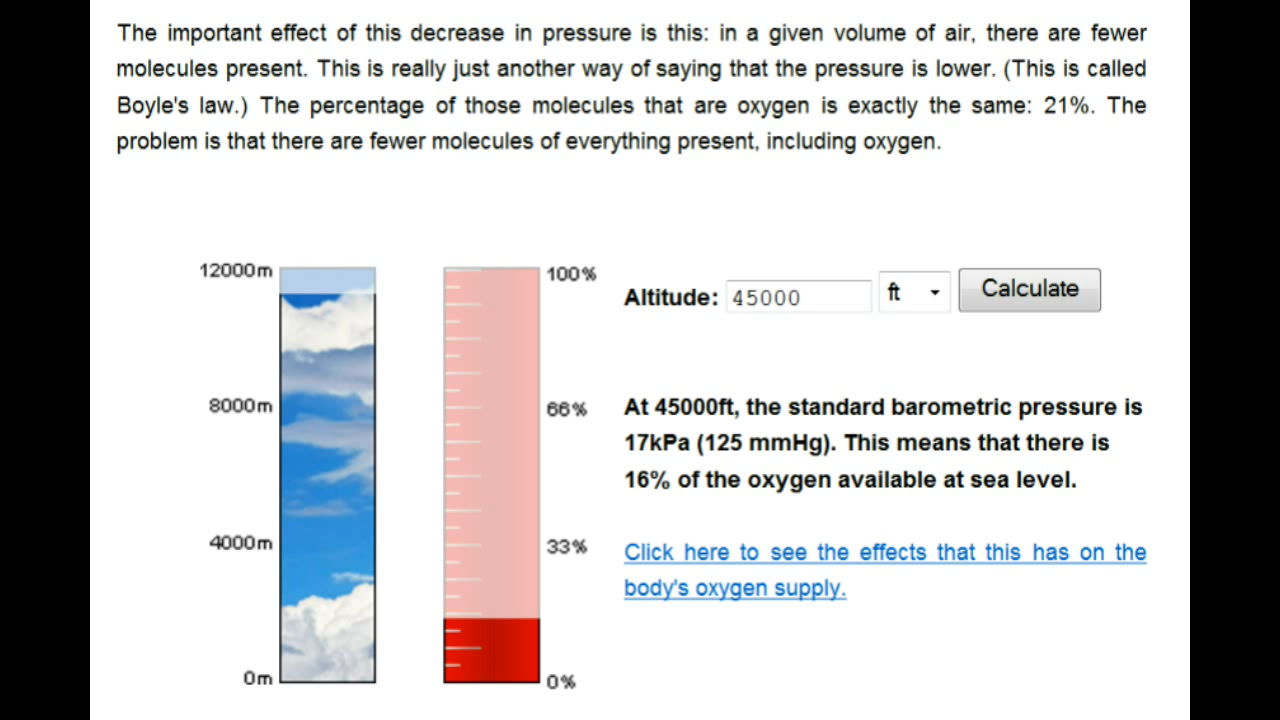 The important effect of this decrease in pressure is this: in a given volume of air, there are fewer
molecules present. This is really just another way of saying that the pressure is lower. (This is called
Boyle's law.) The percentage of those molecules that are oxygen is exactly the same: 21%. The
problem is that there are fewer molecules of everything present, including oxygen.
12000m
8000m
4000m
0m
100%
66%
33%
0%
Altitude: 45000 ft Calculate
At 45000ft, the standard barometric pressure is
17kPa (125 mmHg). This means that there is
16% of the oxygen available at sea level.
Click here to see the effects that this has on the
body's oxygen supply.